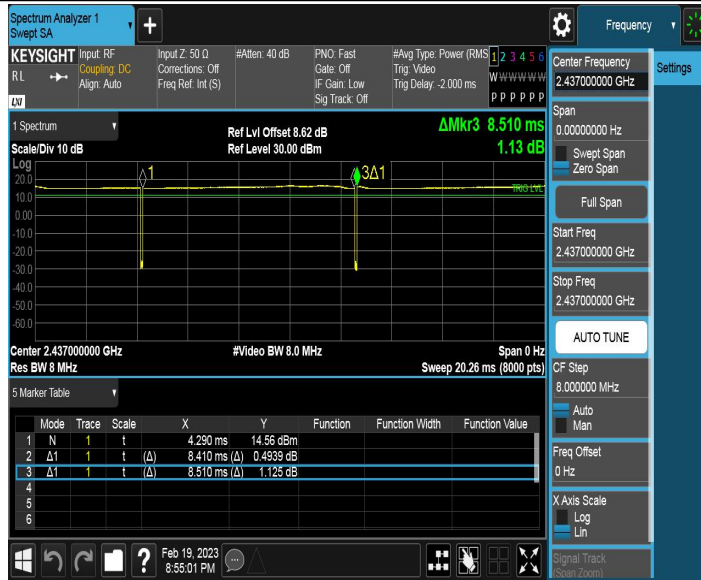 Spectrum Analyzer 1
Swept SA
+
Frequency
KEYSIGHT
RL
LXI
Input: RF
Coupling: DC
Align: Auto
Input Z: 50 Ω
Corrections: Off
Freq Ref: Int (S)
#Atten: 40 dB
PNO: Fast
Gate: Off
IF Gain: Low
Sig Track: Off
#Avg Type: Power (RMS
Trig: Video
Trig Delay: -2.000 ms
1 2 3 4 5 6
W W W W W W
P P P P P P
Settings
Center Frequency
2.437000000 GHz
Span
0.00000000 Hz
Swept Span
Zero Span
Full Span
Start Freq
2.437000000 GHz
Stop Freq
2.437000000 GHz
AUTO TUNE
CF Step
8.000000 MHz
Auto
Man
Freq Offset
0 Hz
X Axis Scale
Log
Lin
Signal Track
(Span Zoom)
1 Spectrum
Scale/Div 10 dB
Ref Lvl Offset 8.62 dB
Ref Level 30.00 dBm
ΔMkr3 8.510 ms
1.13 dB
Log
20.0
10.0
0.00
-10.0
-20.0
-30.0
-40.0
-50.0
-60.0
1
3Δ1
TRIG LVL
Center 2.437000000 GHz
Res BW 8 MHz
#Video BW 8.0 MHz
Span 0 Hz
Sweep 20.26 ms (8000 pts)
5 Marker Table
Mode Trace Scale X Y Function Function Width Function Value
1 N 1 t 4.290 ms 14.56 dBm
2 Δ1 1 t (Δ) 8.410 ms (Δ) 0.4939 dB
3 Δ1 1 t (Δ) 8.510 ms (Δ) 1.125 dB
4
5
6
?
Feb 19, 2023
8:55:01 PM